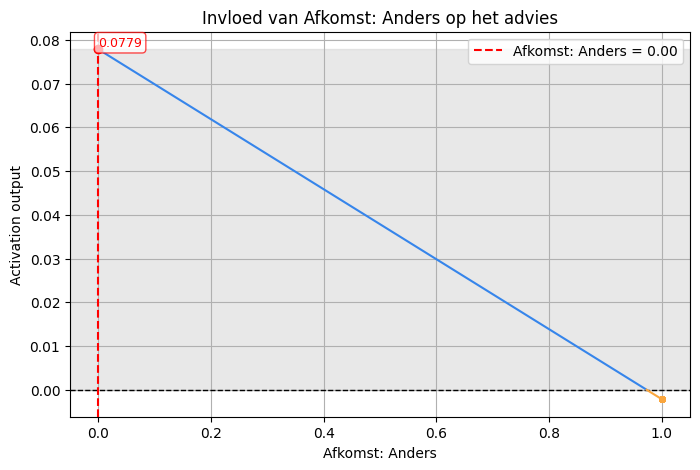 Invloed van Afkomst: Anders op het advies
0.0779
Afkomst: Anders = 0.00
Activation output
0.08
0.07
0.06
0.05
0.04
0.03
0.02
0.01
0.00
0.0 0.2 0.4 0.6 0.8 1.0
Afkomst: Anders